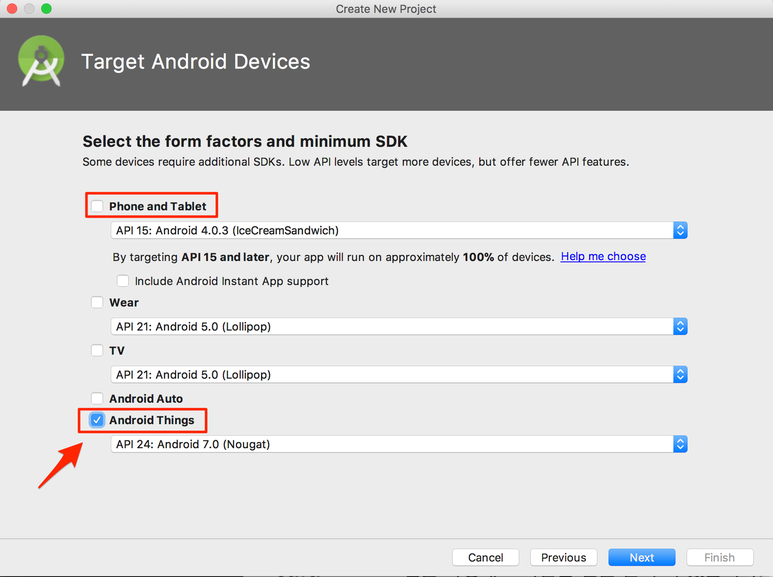 Create New Project
Target Android Devices
Select the form factors and minimum SDK
Some devices require additional SDKs. Low API levels target more devices, but offer fewer API features.
Phone and Tablet
API 15: Android 4.0.3 (IceCreamSandwich)
By targeting API 15 and later, your app will run on approximately 100% of devices. Help me choose
Include Android Instant App support
Wear
API 21: Android 5.0 (Lollipop)
TV
API 21: Android 5.0 (Lollipop)
Android Auto
Android Things
API 24: Android 7.0 (Nougat)
Cancel Previous Next Finish